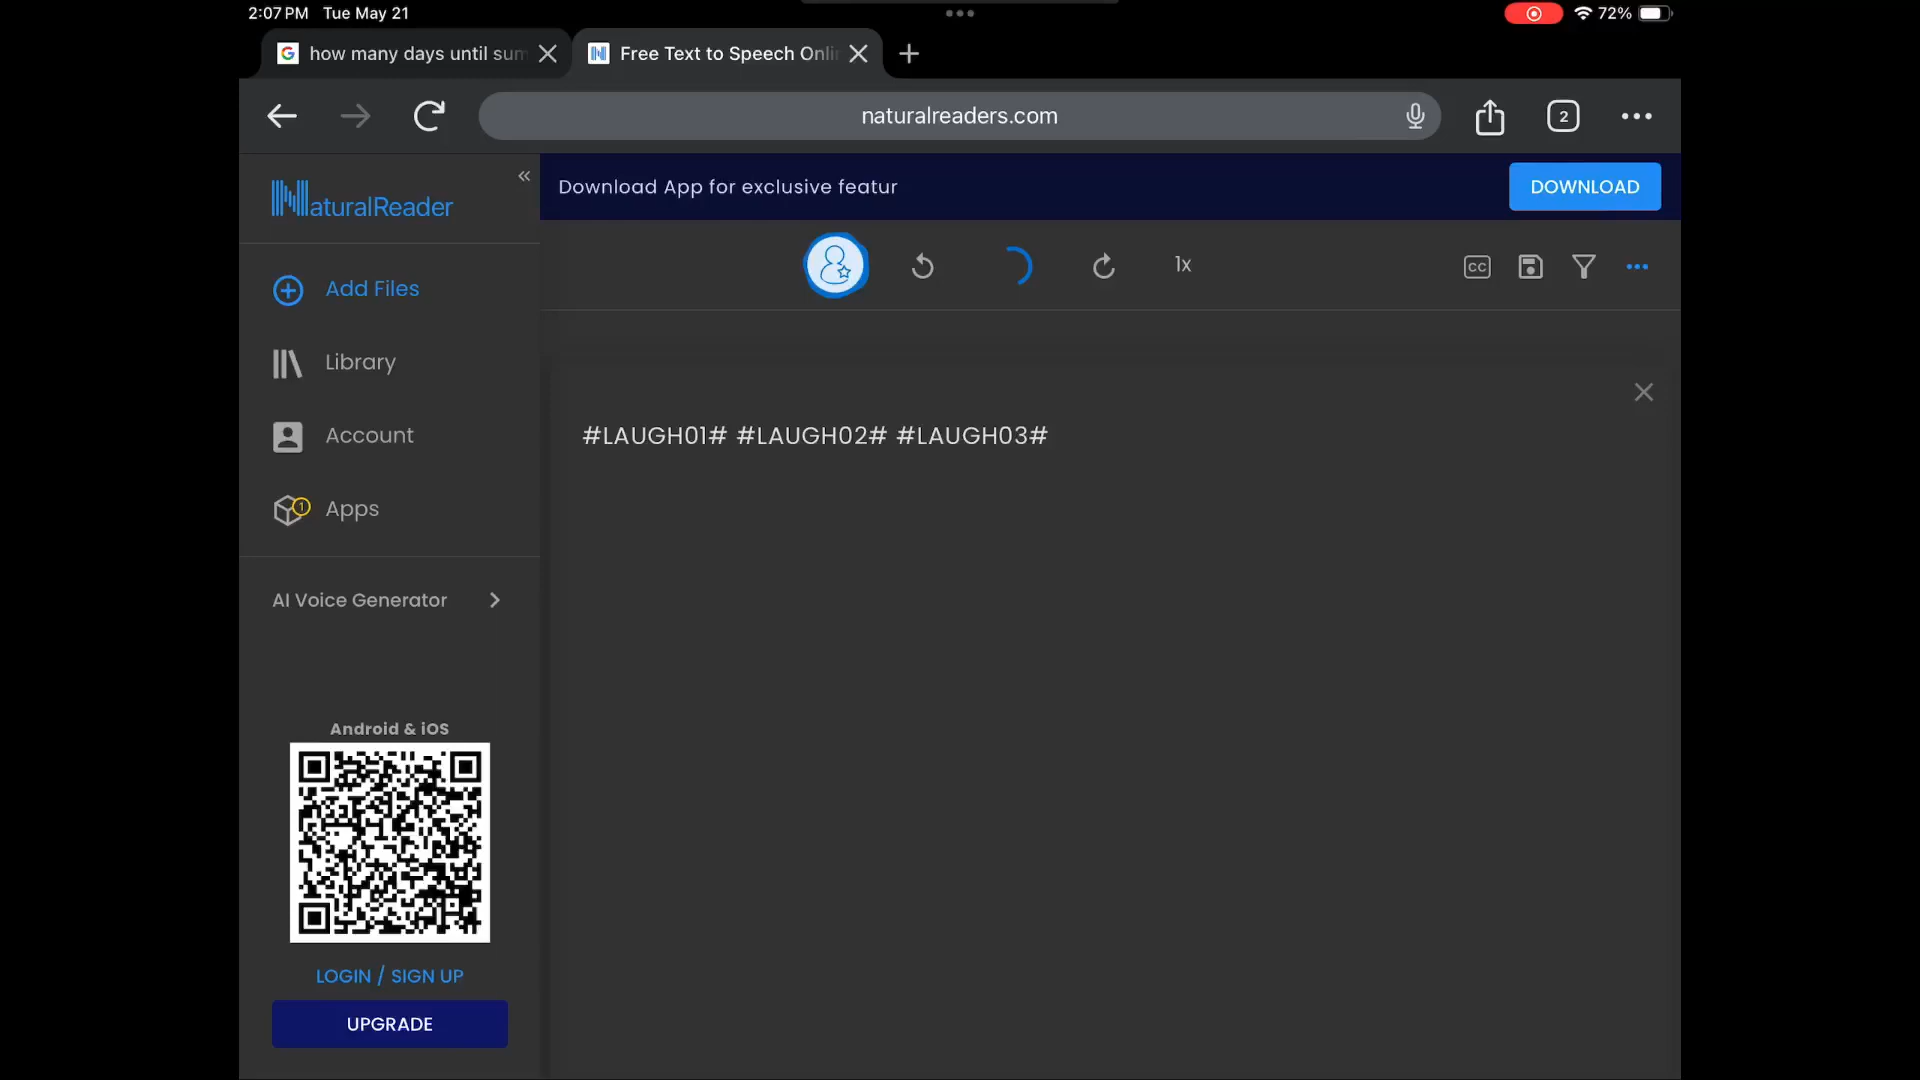 2:07 PM Tue May 21
72%
how many days until sum
Free Text to Speech Onli
naturalreaders.com
2
NaturalReader
Download App for exclusive featur
DOWNLOAD
1x
CC
Add Files
Library
Account
1
Apps
#LAUGH01# #LAUGH02# #LAUGH03#
AI Voice Generator
Android & iOS
LOGIN / SIGN UP
UPGRADE